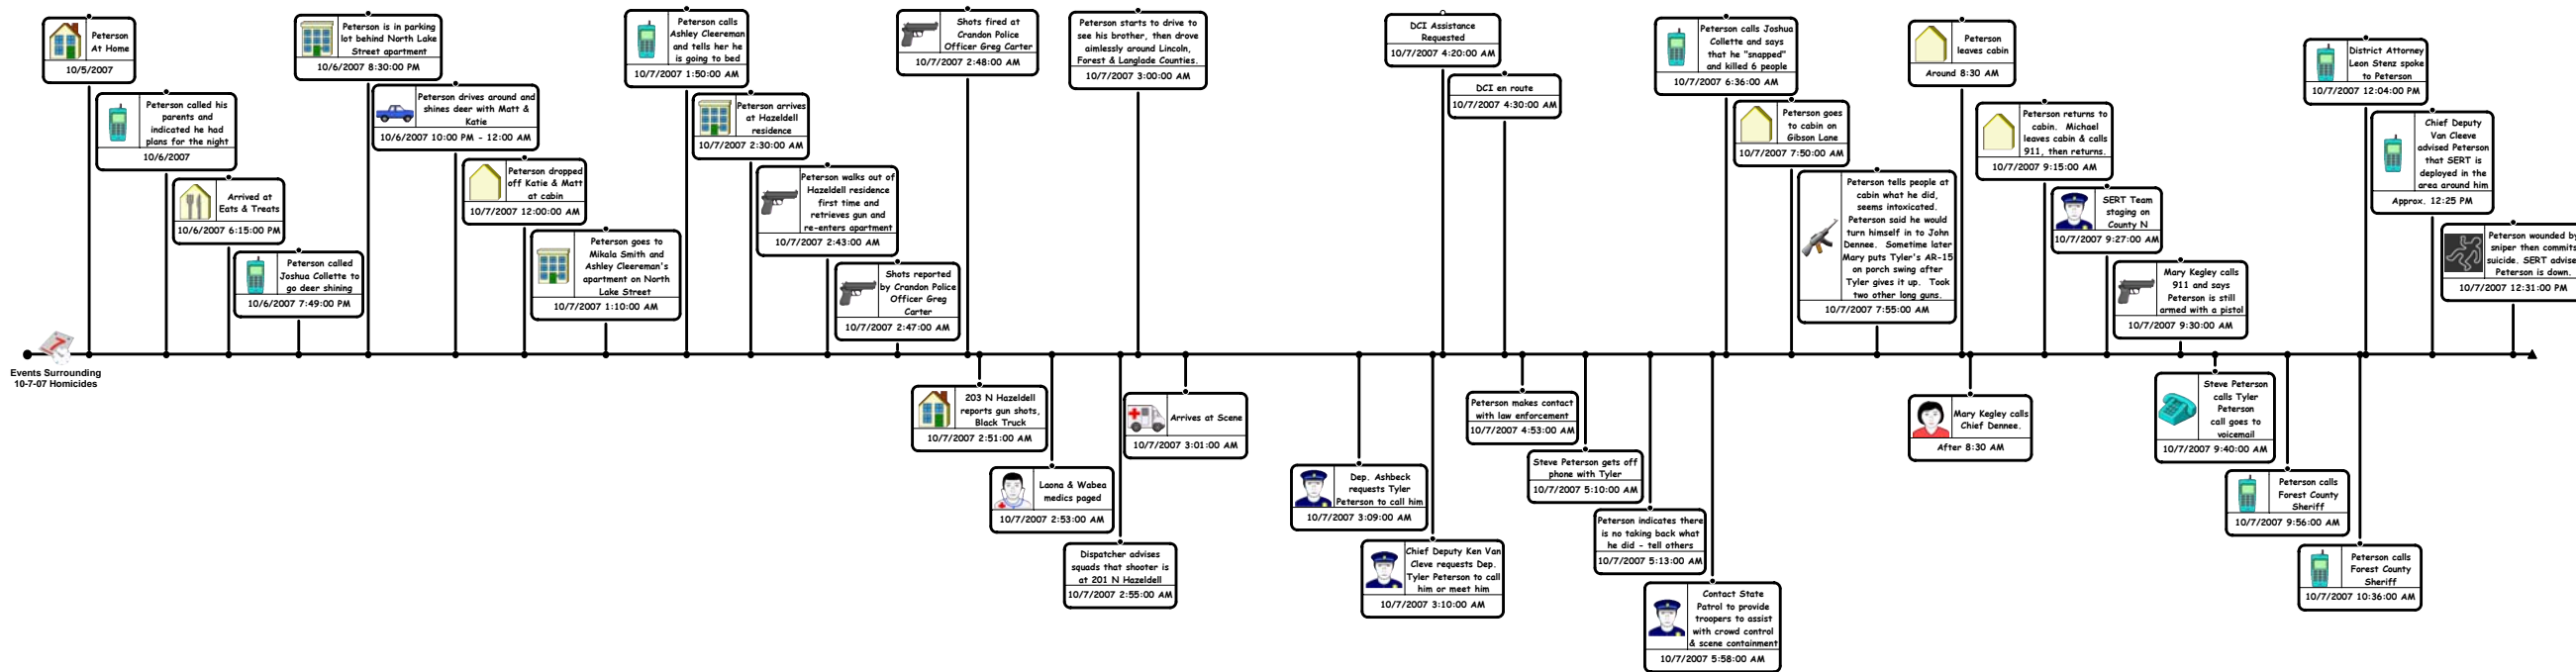 Peterson
At Home
10/5/2007
Peterson called his
parents and
indicated he had
plans for the night
10/6/2007
Arrived at
Eats & Treats
10/6/2007 6:15:00 PM
Peterson called
Joshua Collette to
go deer shining
10/6/2007 7:49:00 PM
Peterson is in parking
lot behind North Lake
Street apartment
10/6/2007 8:30:00 PM
Peterson drives around and
shines deer with Matt &
Katie
10/6/2007 10:00 PM - 12:00 AM
Peterson dropped
off Katie & Matt
at cabin
10/7/2007 12:00:00 AM
Peterson goes to
Mikala Smith and
Ashley Cleereman's
apartment on North
Lake Street
10/7/2007 1:10:00 AM
Peterson calls
Ashley Cleereman
and tells her he
is going to bed
10/7/2007 1:50:00 AM
Peterson arrives
at Hazeldell
residence
10/7/2007 2:30:00 AM
Peterson walks out of
Hazeldell residence
first time and
retrieves gun and
re-enters apartment
10/7/2007 2:43:00 AM
Shots reported
by Crandon Police
Officer Greg
Carter
10/7/2007 2:47:00 AM
Shots fired at
Crandon Police
Officer Greg Carter
10/7/2007 2:48:00 AM
Peterson starts to drive to
see his brother, then drove
aimlessly around Lincoln,
Forest & Langlade Counties.
10/7/2007 3:00:00 AM
DCI Assistance
Requested
10/7/2007 4:20:00 AM
DCI en route
10/7/2007 4:30:00 AM
Peterson calls Joshua
Collette and says
that he "snapped"
and killed 6 people
10/7/2007 6:36:00 AM
Peterson goes
to cabin on
Gibson Lane
10/7/2007 7:50:00 AM
Peterson tells people at
cabin what he did,
seems intoxicated.
Peterson said he would
turn himself in to John
Dennee. Sometime later
Mary puts Tyler's AR-15
on porch swing after
Tyler gives it up. Took
two other long guns.
10/7/2007 7:55:00 AM
Peterson
leaves cabin
Around 8:30 AM
Peterson returns to
cabin. Michael
leaves cabin & calls
911, then returns.
10/7/2007 9:15:00 AM
SERT Team
staging on
County N
10/7/2007 9:27:00 AM
Mary Kegley calls
911 and says
Peterson is still
armed with a pistol
10/7/2007 9:30:00 AM
District Attorney
Leon Stenz spoke
to Peterson
10/7/2007 12:04:00 PM
Chief Deputy
Van Cleeve
advised Peterson
that SERT is
deployed in the
area around him
Approx. 12:25 PM
Peterson wounded by
sniper then commits
suicide. SERT advise
Peterson is down.
10/7/2007 12:31:00 PM
7
Events Surrounding
10-7-07 Homicides
203 N Hazeldell
reports gun shots,
Black Truck
10/7/2007 2:51:00 AM
Laona & Wabea
medics paged
10/7/2007 2:53:00 AM
Dispatcher advises
squads that shooter is
at 201 N Hazeldell
10/7/2007 2:55:00 AM
Arrives at Scene
10/7/2007 3:01:00 AM
Dep. Ashbeck
requests Tyler
Peterson to call him
10/7/2007 3:09:00 AM
Chief Deputy Ken Van
Cleve requests Dep.
Tyler Peterson to call
him or meet him
10/7/2007 3:10:00 AM
Peterson makes contact
with law enforcement
10/7/2007 4:53:00 AM
Steve Peterson gets off
phone with Tyler
10/7/2007 5:10:00 AM
Peterson indicates there
is no taking back what
he did - tell others
10/7/2007 5:13:00 AM
Contact State
Patrol to provide
troopers to assist
with crowd control
& scene containment
10/7/2007 5:58:00 AM
Mary Kegley calls
Chief Dennee.
After 8:30 AM
Steve Peterson
calls Tyler
Peterson
call goes to
voicemail
10/7/2007 9:40:00 AM
Peterson calls
Forest County
Sheriff
10/7/2007 9:56:00 AM
Peterson calls
Forest County
Sheriff
10/7/2007 10:36:00 AM